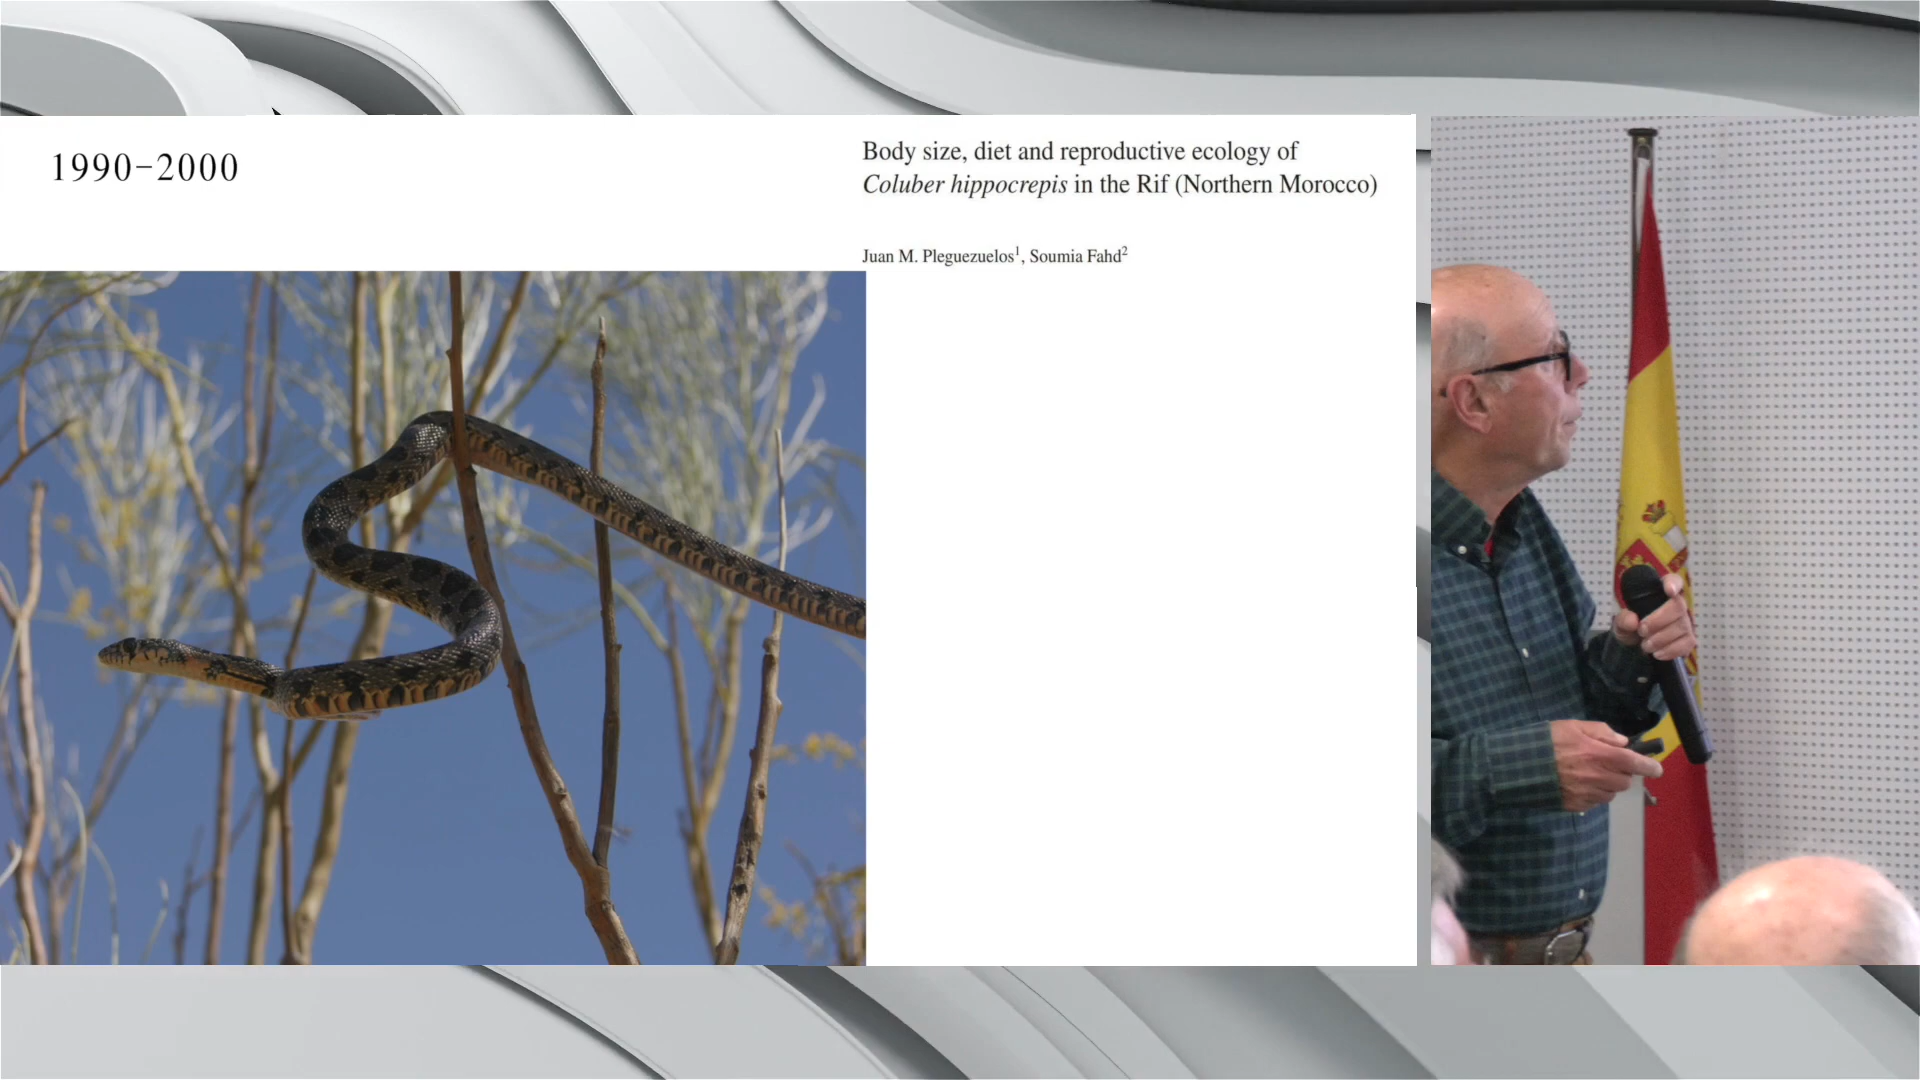 1990-2000
Body size, diet and reproductive ecology of
Coluber hippocrepis in the Rif (Northern Morocco)
Juan M. Pleguezuelos1, Soumia Fahd2